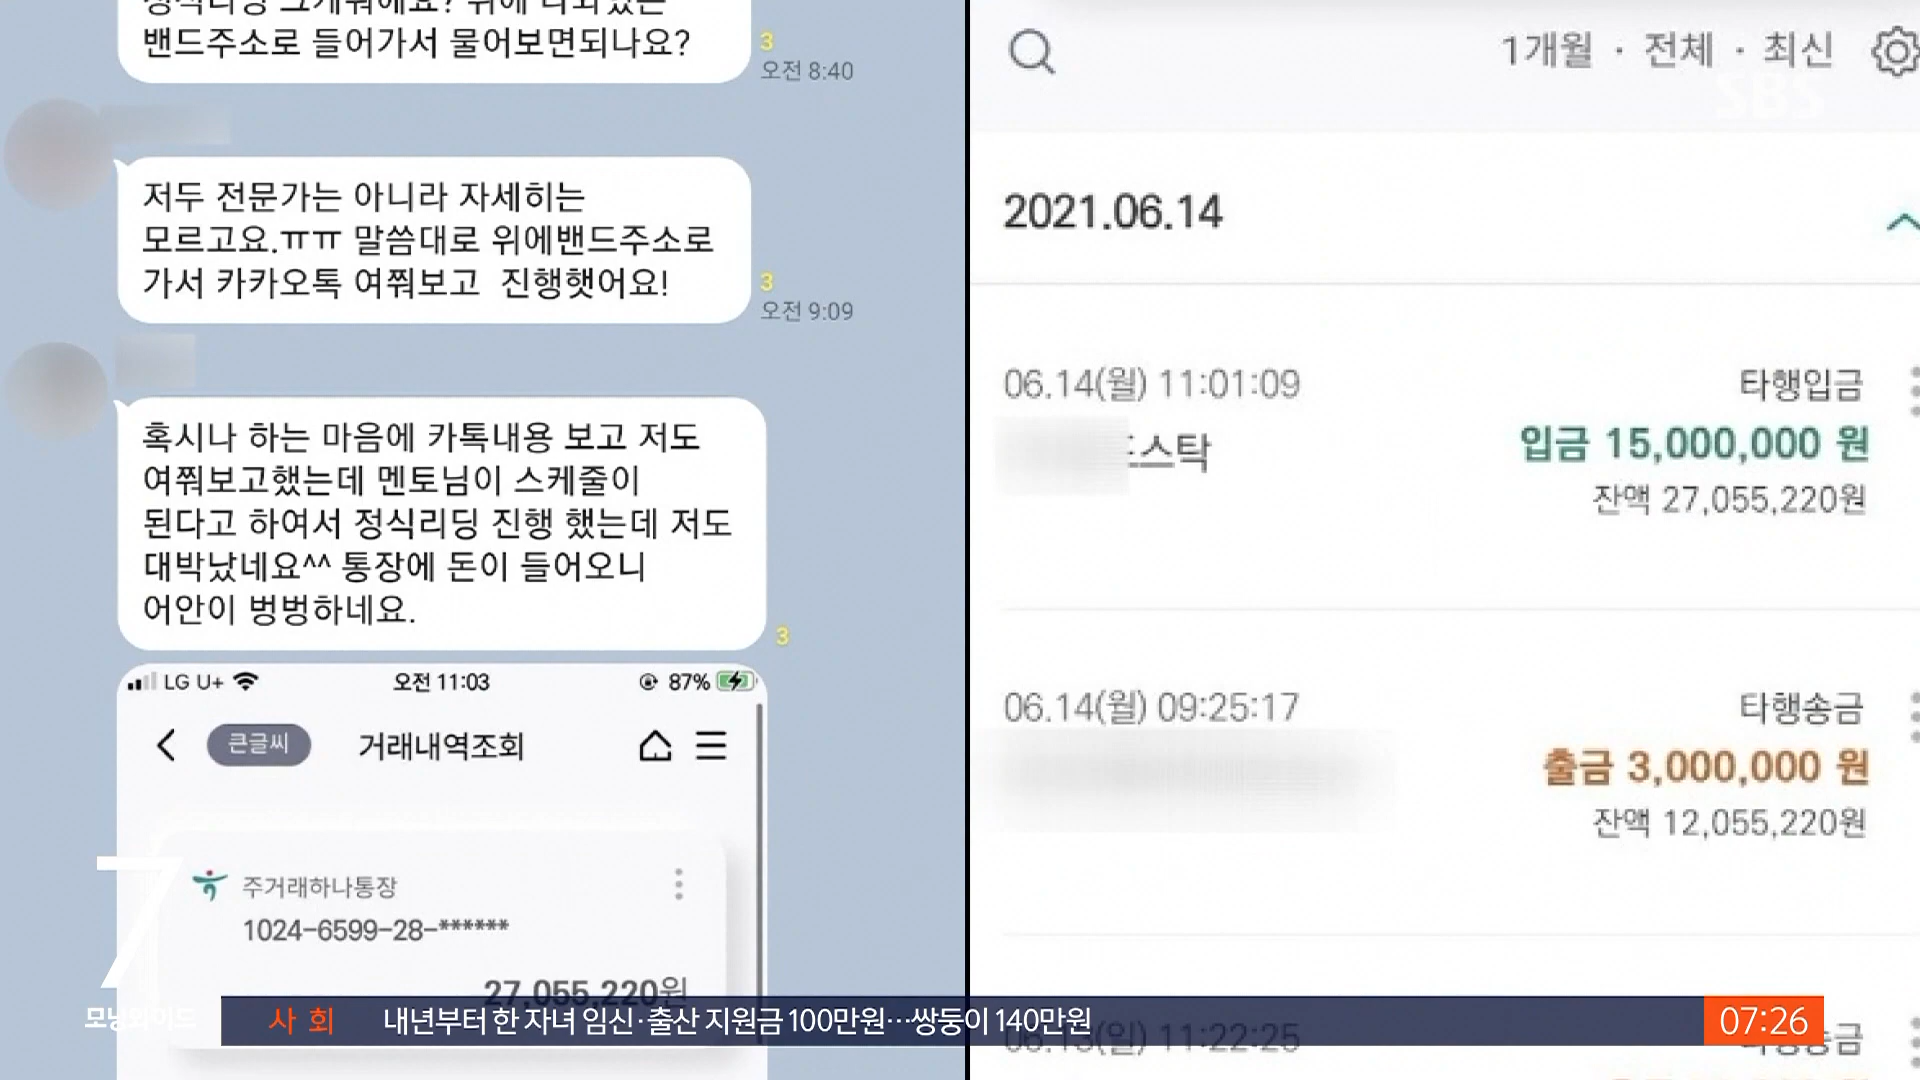 밴드주소로 들어가서 물어보면되나요?
3
오전 8:40
저두 전문가는 아니라 자세히는
모르고요.ㅠㅠ 말씀대로 위에밴드주소로
가서 카카오톡 여쭤보고 진행햇어요!
3
오전 9:09
혹시나 하는 마음에 카톡내용 보고 저도
여쭤보고했는데 멘토님이 스케줄이
된다고 하여서 정식리딩 진행 했는데 저도
대박났네요^^ 통장에 돈이 들어오니
어안이 벙벙하네요.
3
LG U+ 오전 11:03 87%
큰글씨 거래내역조회
주거래하나통장
1024-6599-28-******
27,055,220원
1개월 · 전체 · 최신
SBS
2021.06.14
06.14(월) 11:01:09 타행입금
스탁 입금 15,000,000 원
잔액 27,055,220원
06.14(월) 09:25:17 타행송금
출금 3,000,000 원
잔액 12,055,220원
06.13(일) 11:22:25 타행송금
7
모닝와이드
사회 내년부터 한 자녀 임신·출산 지원금 100만원…쌍둥이 140만원
07:26